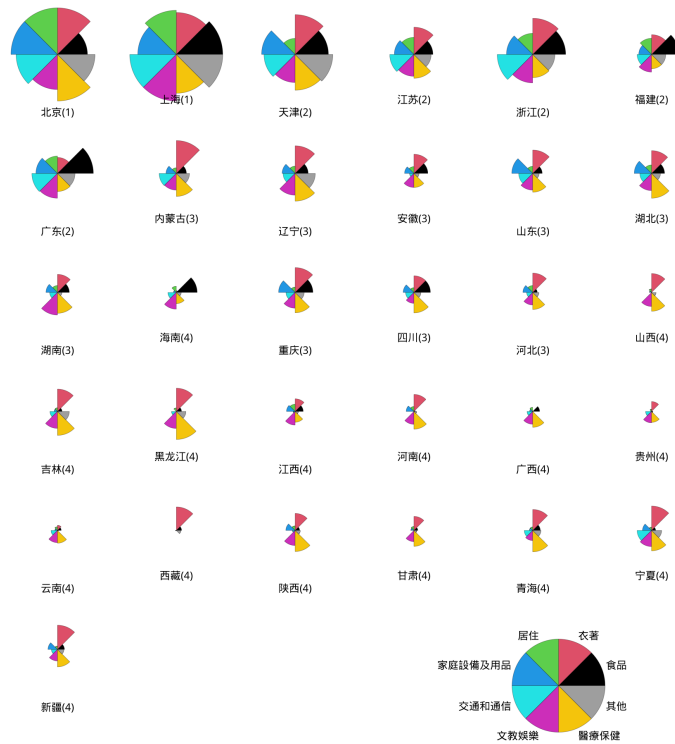 北京(1)
上海(1)
天津(2)
江苏(2)
浙江(2)
福建(2)
广东(2)
内蒙古(3)
辽宁(3)
安徽(3)
山东(3)
湖北(3)
湖南(3)
海南(4)
重庆(3)
四川(3)
河北(3)
山西(4)
吉林(4)
黑龙江(4)
江西(4)
河南(4)
广西(4)
贵州(4)
云南(4)
西藏(4)
陕西(4)
甘肃(4)
青海(4)
宁夏(4)
新疆(4)
居住
衣著
家庭設備及用品
食品
交通和通信
其他
文教娛樂
醫療保健